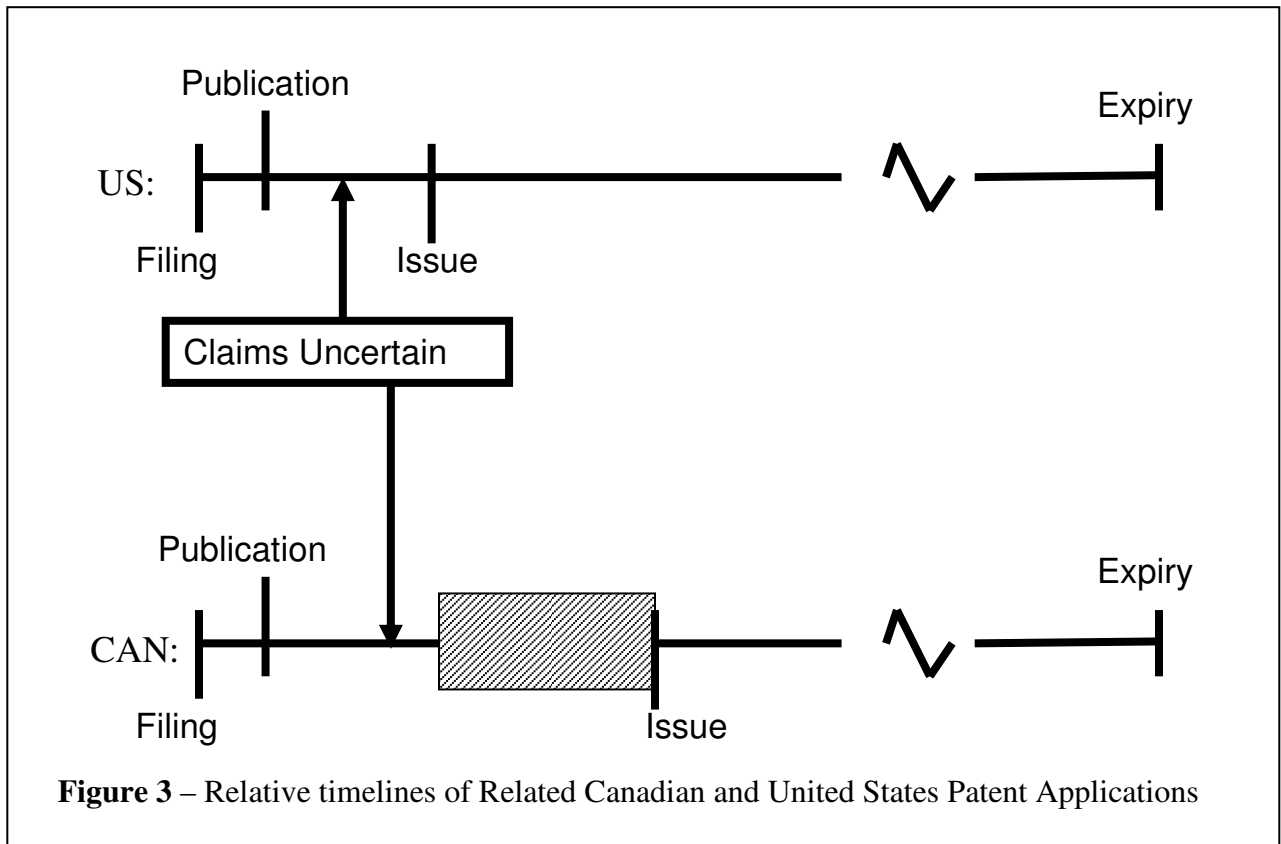 Publication
Expiry
US:
Filing
Issue
Claims Uncertain
Publication
Expiry
CAN:
Filing
Issue
Figure 3 – Relative timelines of Related Canadian and United States Patent Applications